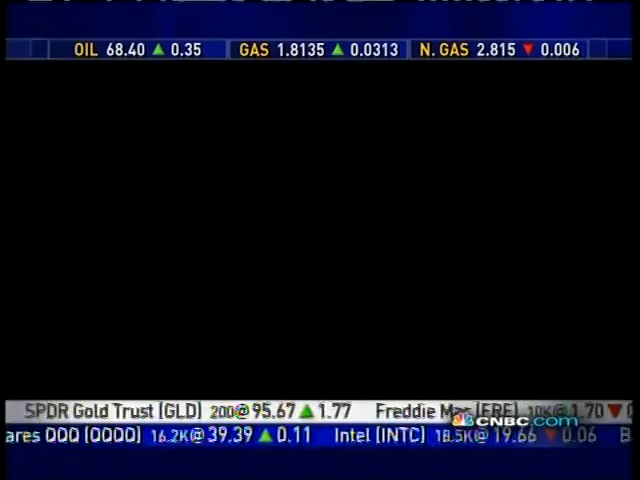 OIL 68.40 ▲ 0.35 GAS 1.8135 ▲ 0.0313 N. GAS 2.815 ▼ 0.006
SPDR Gold Trust (GLD) 200@95.67 ▲ 1.77 Freddie Mac (FRE) 10K@1.70 ▼
CNBC.com
ares QQQ (QQQQ) 16.2K@39.39 ▲ 0.11 Intel (INTC) 18.5K@19.66 ▼ 0.06